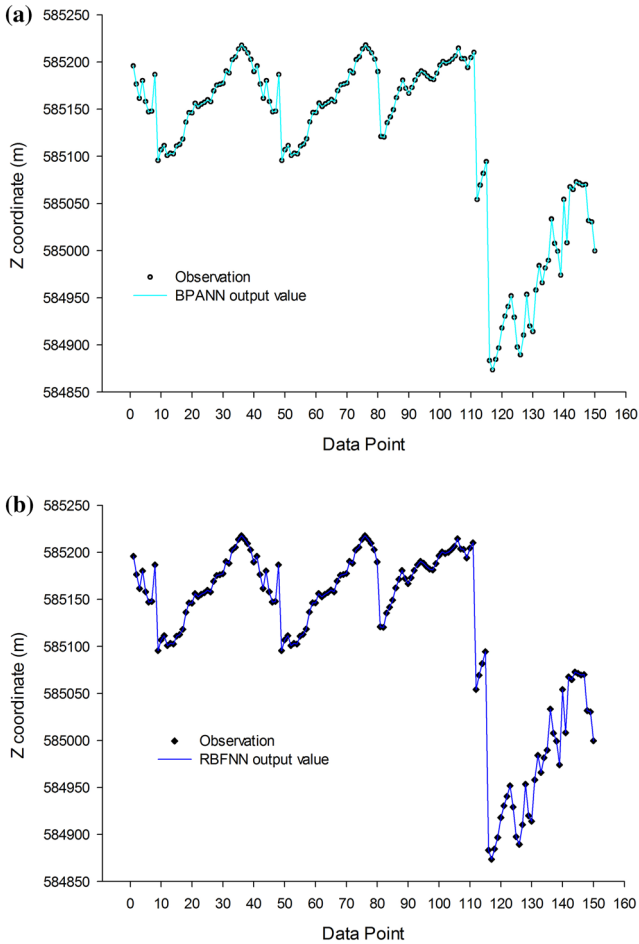 (a)
585250
585200
585150
585100
585050
585000
584950
584900
584850
Z coordinate (m)
Observation
BPANN output value
0 10 20 30 40 50 60 70 80 90 100 110 120 130 140 150 160
Data Point
(b)
585250
585200
585150
585100
585050
585000
584950
584900
584850
Z coordinate (m)
Observation
RBFNN output value
0 10 20 30 40 50 60 70 80 90 100 110 120 130 140 150 160
Data Point